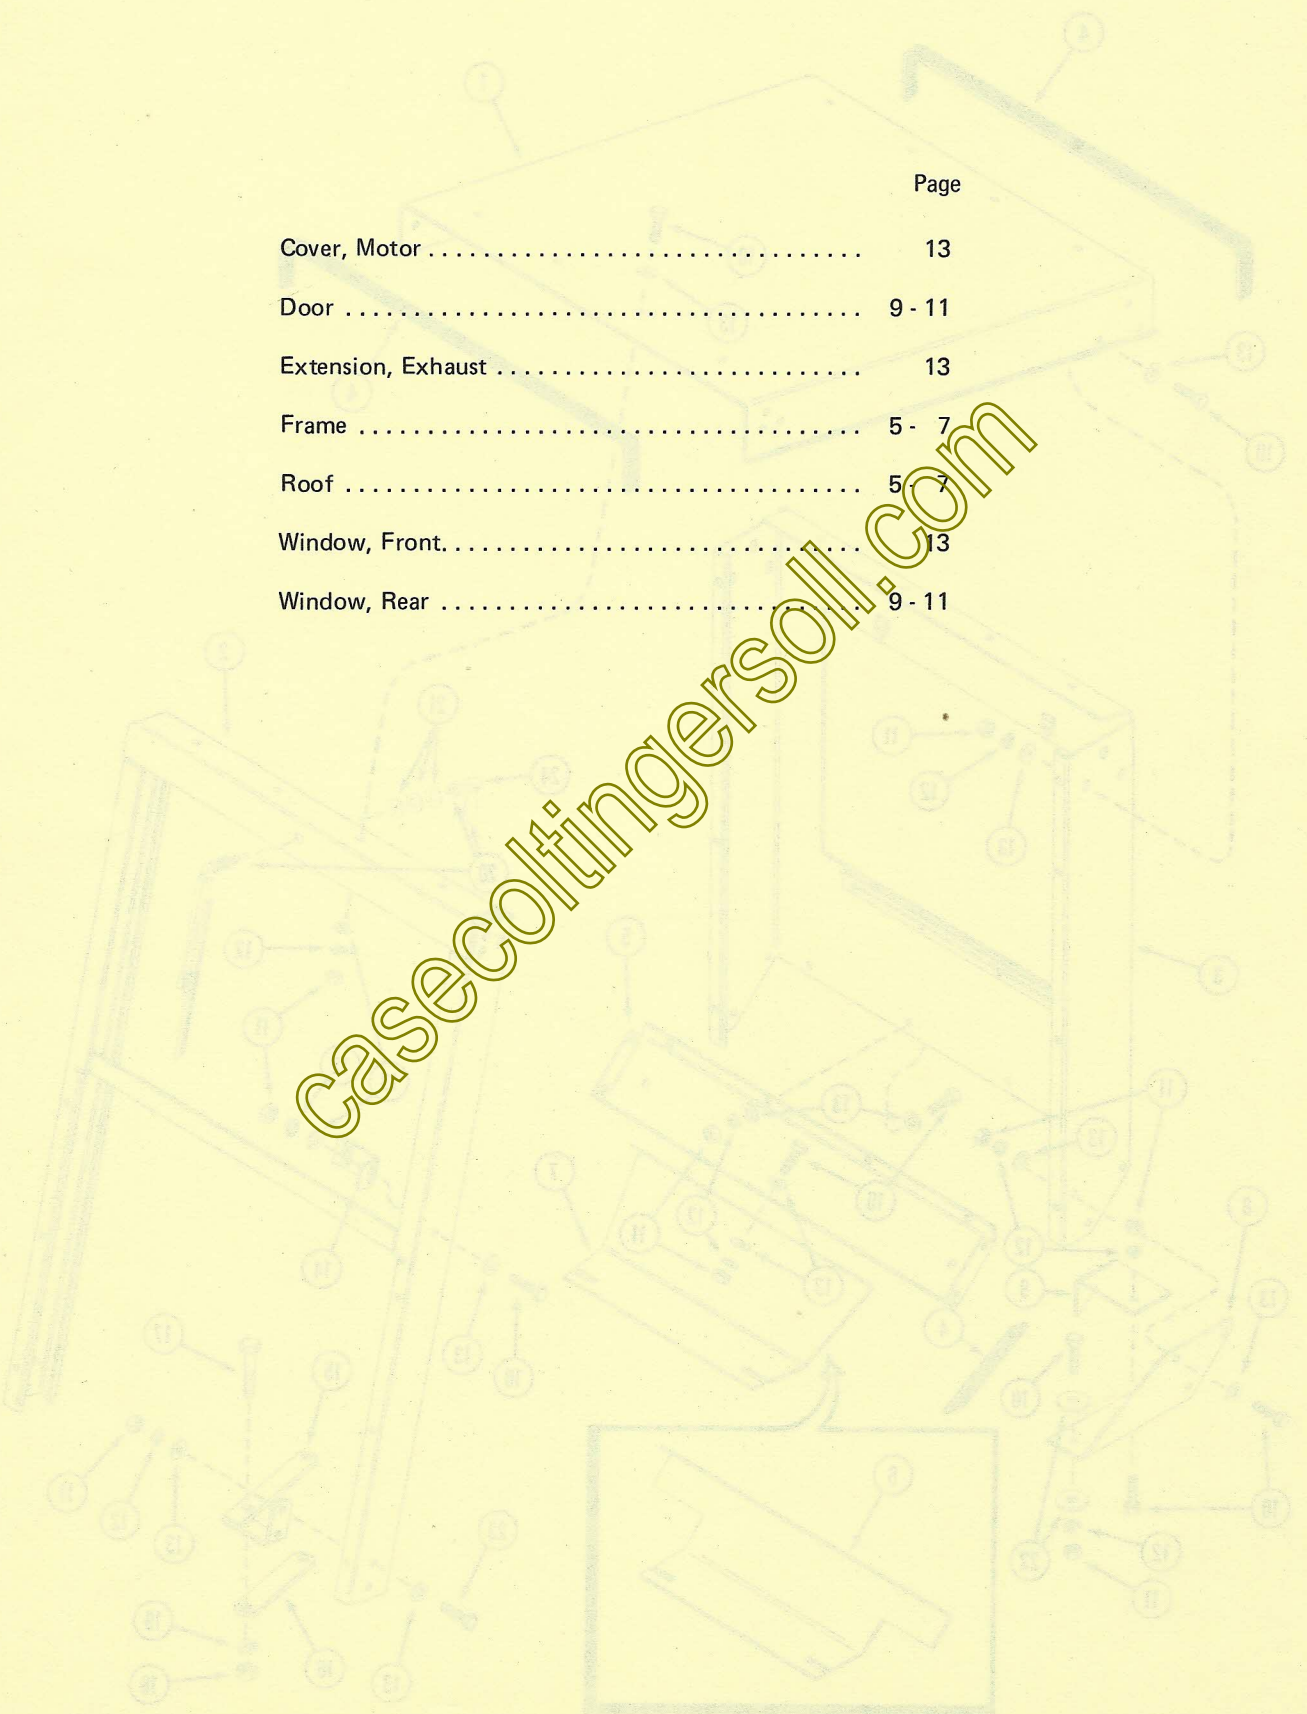 Page
Cover, Motor . . . . . . . . . . . . . . . . . . . . . . . . . . . . . . . . 13
Door . . . . . . . . . . . . . . . . . . . . . . . . . . . . . . . . . . . . . . 9 - 11
Extension, Exhaust . . . . . . . . . . . . . . . . . . . . . . . . . . . 13
Frame . . . . . . . . . . . . . . . . . . . . . . . . . . . . . . . . . . . . . 5 - 7
Roof . . . . . . . . . . . . . . . . . . . . . . . . . . . . . . . . . . . . . . 5 - 7
Window, Front. . . . . . . . . . . . . . . . . . . . . . . . . . . . . . . 13
Window, Rear . . . . . . . . . . . . . . . . . . . . . . . . . . . . . . . 9 - 11
casecoltingersoll.com